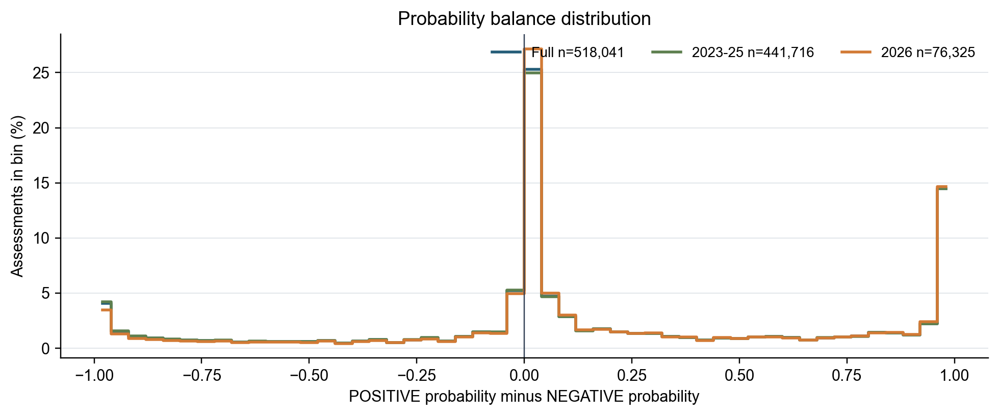 Probability balance distribution
Full n=518,041
2023-25 n=441,716
2026 n=76,325
Assessments in bin (%)
25
20
15
10
5
0
−1.00
−0.75
−0.50
−0.25
0.00
0.25
0.50
0.75
1.00
POSITIVE probability minus NEGATIVE probability